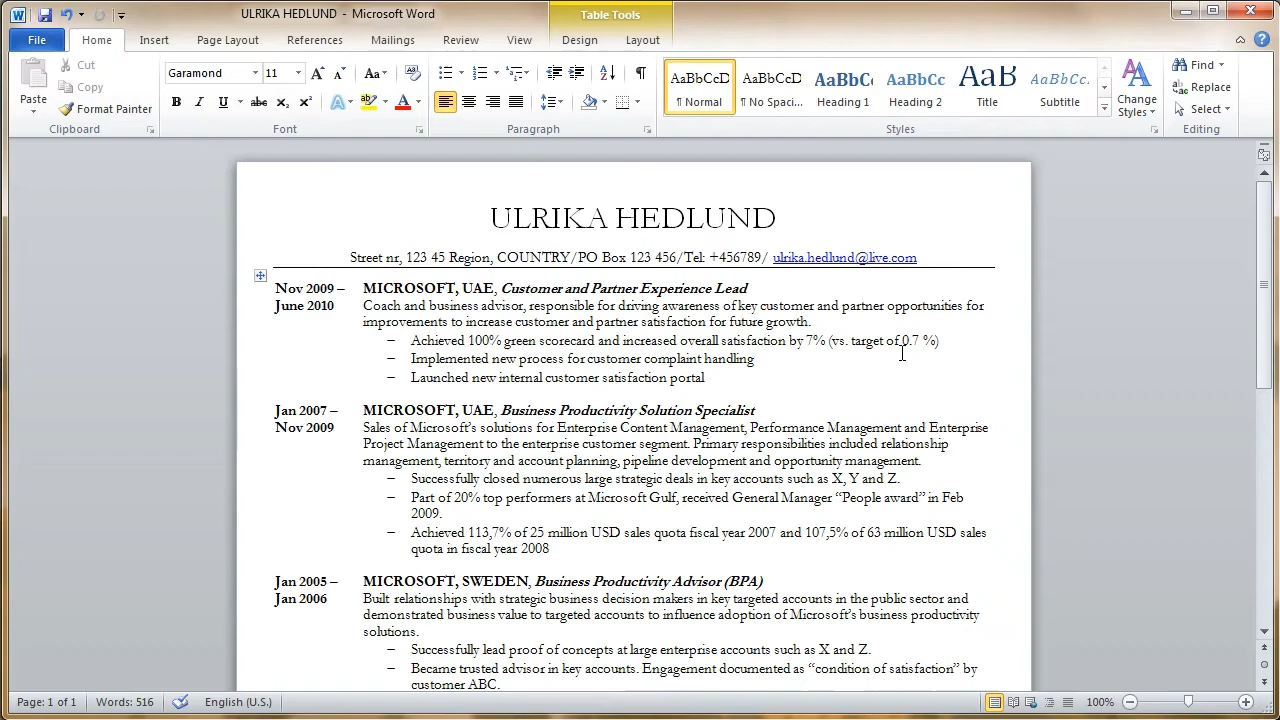 ULRIKA HEDLUND - Microsoft Word
Table Tools
File Home Insert Page Layout References Mailings Review View Design Layout
Paste
Cut
Copy
Format Painter
Clipboard
Garamond 11
Font
Paragraph
AaBbCcD AaBbCcD AaBbC AaBbCc AaB AaBbCc.
¶ Normal ¶ No Spaci... Heading 1 Heading 2 Title Subtitle
Styles
Change
Styles
Find
Replace
Select
Editing
ULRIKA HEDLUND
Street nr, 123 45 Region, COUNTRY/PO Box 123 456/Tel: +456789/ ulrika.hedlund@live.com
Nov 2009 – MICROSOFT, UAE, Customer and Partner Experience Lead
June 2010 Coach and business advisor, responsible for driving awareness of key customer and partner opportunities for
improvements to increase customer and partner satisfaction for future growth.
– Achieved 100% green scorecard and increased overall satisfaction by 7% (vs. target of 0.7 %)
– Implemented new process for customer complaint handling
– Launched new internal customer satisfaction portal
Jan 2007 – MICROSOFT, UAE, Business Productivity Solution Specialist
Nov 2009 Sales of Microsoft’s solutions for Enterprise Content Management, Performance Management and Enterprise
Project Management to the enterprise customer segment. Primary responsibilities included relationship
management, territory and account planning, pipeline development and opportunity management.
– Successfully closed numerous large strategic deals in key accounts such as X, Y and Z.
– Part of 20% top performers at Microsoft Gulf, received General Manager “People award” in Feb
2009.
– Achieved 113,7% of 25 million USD sales quota fiscal year 2007 and 107,5% of 63 million USD sales
quota in fiscal year 2008
Jan 2005 – MICROSOFT, SWEDEN, Business Productivity Advisor (BPA)
Jan 2006 Built relationships with strategic business decision makers in key targeted accounts in the public sector and
demonstrated business value to targeted accounts to influence adoption of Microsoft’s business productivity
solutions.
– Successfully lead proof of concepts at large enterprise accounts such as X and Z.
– Became trusted advisor in key accounts. Engagement documented as “condition of satisfaction” by
customer ABC.
Page: 1 of 1 Words: 516 English (U.S.) 100%